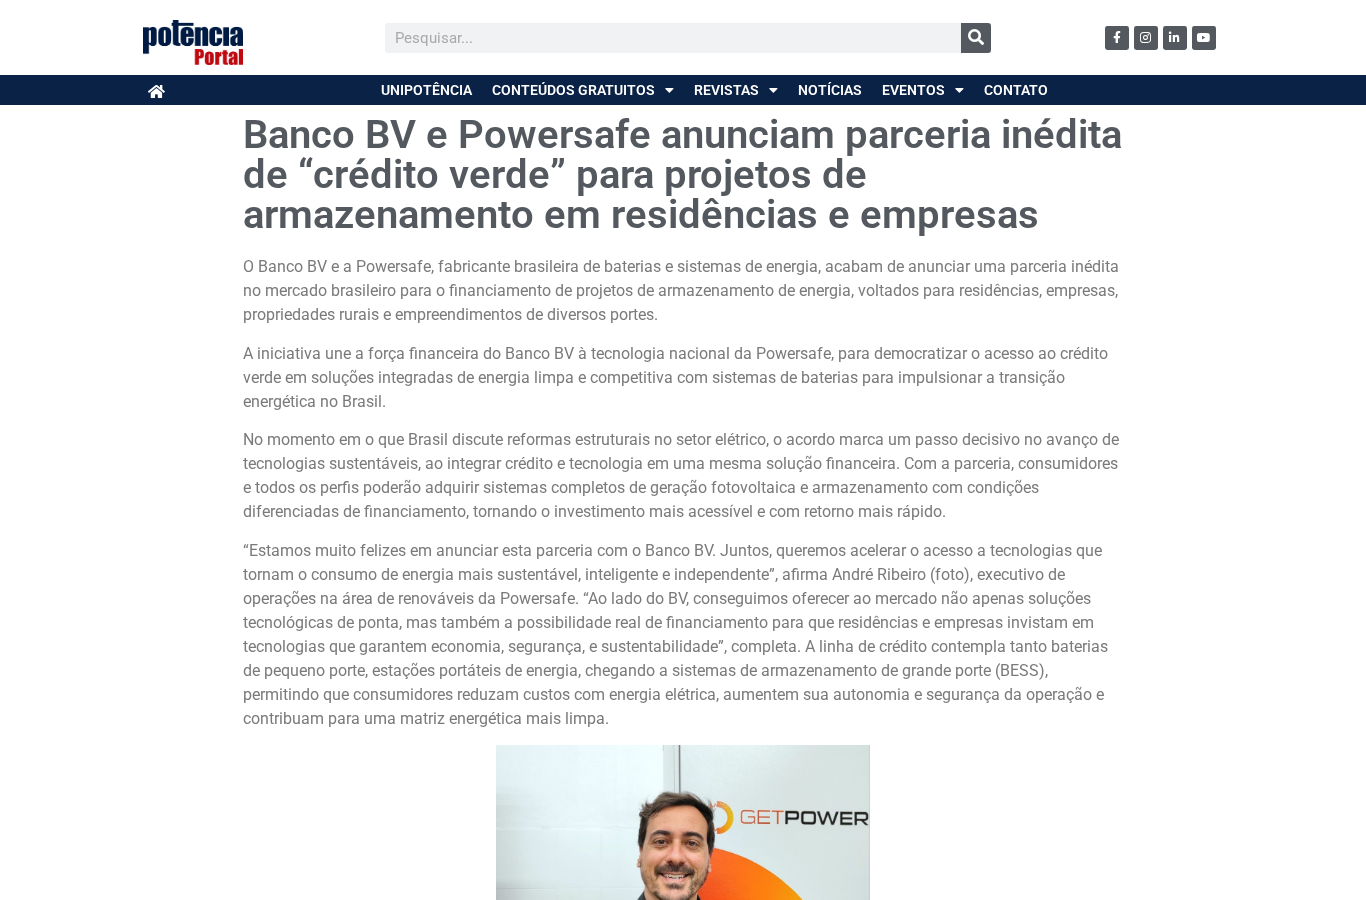 potência
Portal
Pesquisar...
UNIPOTÊNCIA CONTEÚDOS GRATUITOS REVISTAS NOTÍCIAS EVENTOS CONTATO
Banco BV e Powersafe anunciam parceria inédita
de “crédito verde” para projetos de
armazenamento em residências e empresas
O Banco BV e a Powersafe, fabricante brasileira de baterias e sistemas de energia, acabam de anunciar uma parceria inédita
no mercado brasileiro para o financiamento de projetos de armazenamento de energia, voltados para residências, empresas,
propriedades rurais e empreendimentos de diversos portes.
A iniciativa une a força financeira do Banco BV à tecnologia nacional da Powersafe, para democratizar o acesso ao crédito
verde em soluções integradas de energia limpa e competitiva com sistemas de baterias para impulsionar a transição
energética no Brasil.
No momento em o que Brasil discute reformas estruturais no setor elétrico, o acordo marca um passo decisivo no avanço de
tecnologias sustentáveis, ao integrar crédito e tecnologia em uma mesma solução financeira. Com a parceria, consumidores
e todos os perfis poderão adquirir sistemas completos de geração fotovoltaica e armazenamento com condições
diferenciadas de financiamento, tornando o investimento mais acessível e com retorno mais rápido.
“Estamos muito felizes em anunciar esta parceria com o Banco BV. Juntos, queremos acelerar o acesso a tecnologias que
tornam o consumo de energia mais sustentável, inteligente e independente”, afirma André Ribeiro (foto), executivo de
operações na área de renováveis da Powersafe. “Ao lado do BV, conseguimos oferecer ao mercado não apenas soluções
tecnológicas de ponta, mas também a possibilidade real de financiamento para que residências e empresas invistam em
tecnologias que garantem economia, segurança, e sustentabilidade”, completa. A linha de crédito contempla tanto baterias
de pequeno porte, estações portáteis de energia, chegando a sistemas de armazenamento de grande porte (BESS),
permitindo que consumidores reduzam custos com energia elétrica, aumentem sua autonomia e segurança da operação e
contribuam para uma matriz energética mais limpa.
GETPOWER